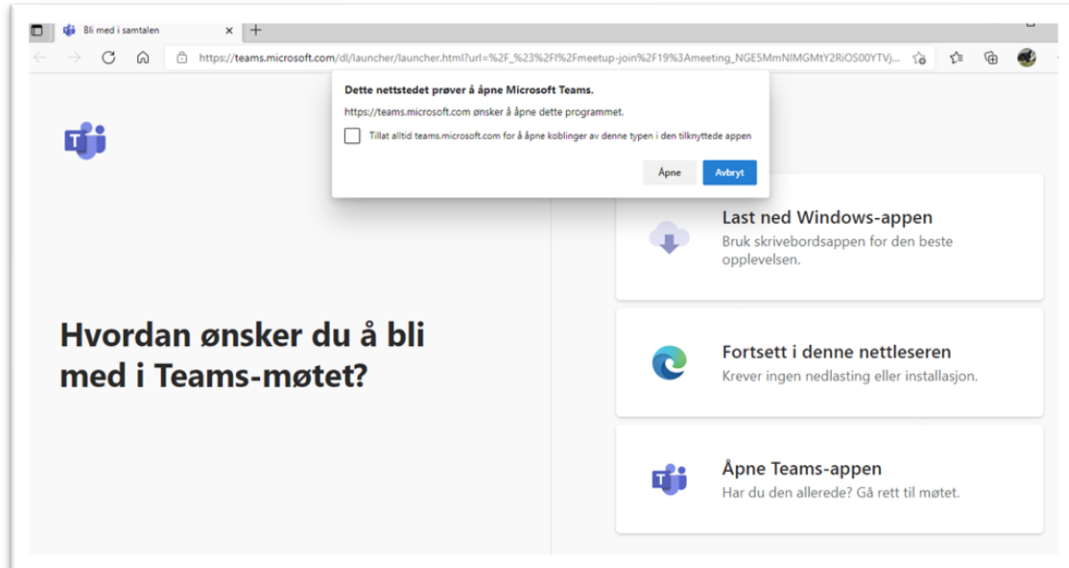 Bli med i samtalen
https://teams.microsoft.com/dl/launcher/launcher.html?url=%2F_%23%2Fl%2Fmeetup-join%2F19%3Ameeting_NGE5MmNlMGMtY2RiOS00YTVj...
Dette nettstedet prøver å åpne Microsoft Teams.
https://teams.microsoft.com ønsker å åpne dette programmet.
Tillat alltid teams.microsoft.com for å åpne koblinger av denne typen i den tilknyttede appen
Åpne
Avbryt
Hvordan ønsker du å bli
med i Teams-møtet?
Last ned Windows-appen
Bruk skrivebordsappen for den beste
opplevelsen.
Fortsett i denne nettleseren
Krever ingen nedlasting eller installasjon.
Åpne Teams-appen
Har du den allerede? Gå rett til møtet.